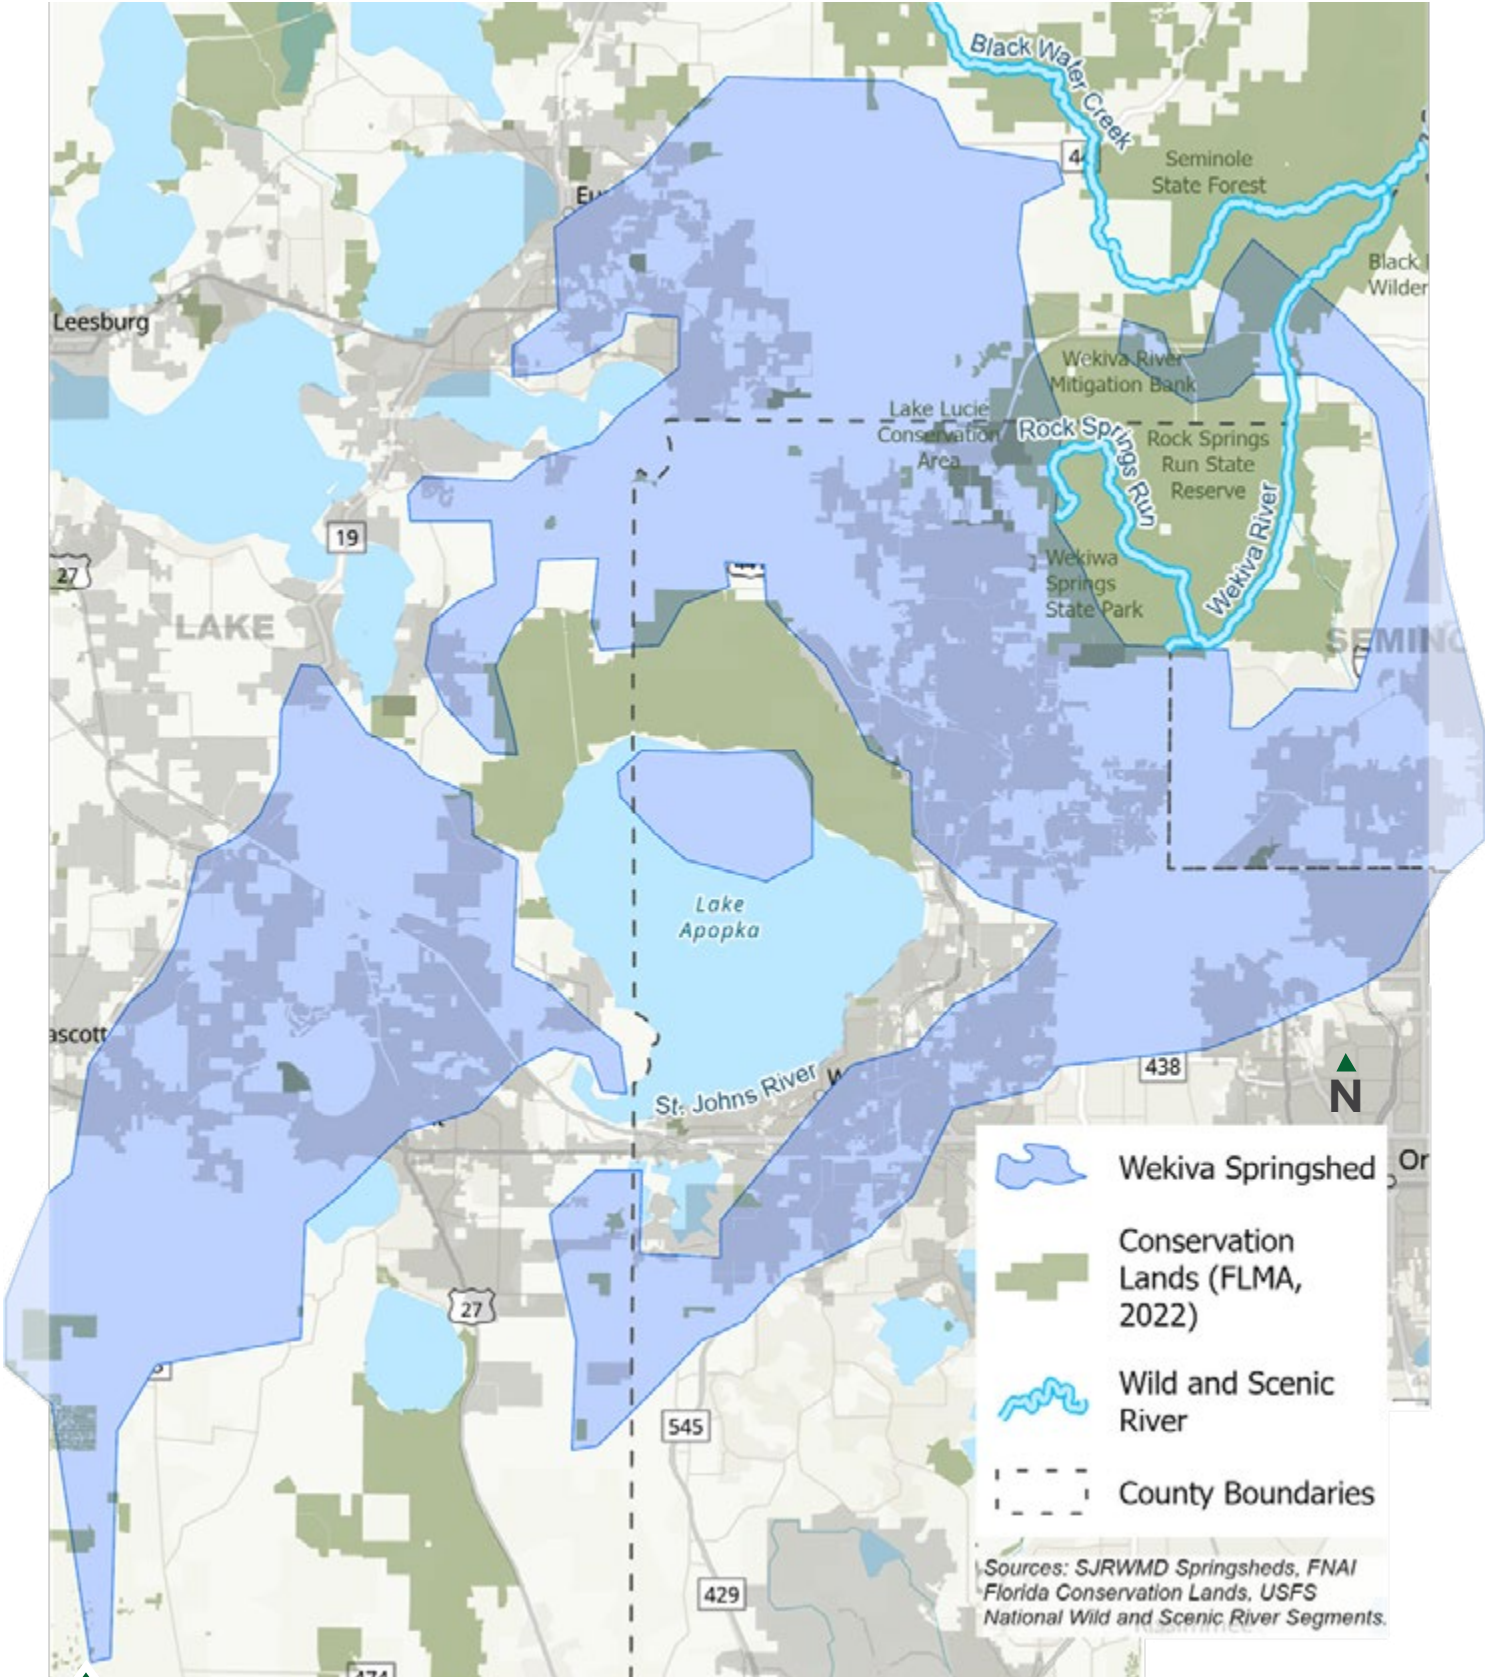 Black Water Creek
44
Seminole
State Forest
Black
Wilder
Leesburg
Wekiva River
Mitigation Bank
Lake Lucie
Conservation
Area
Rock Springs Run
Rock Springs
Run State
Reserve
19
27
Wekiwa
Springs
State Park
Wekiva River
LAKE
SEMINO
Lake
Apopka
ascott
St. Johns River
W
438
N
27
545
429
474
Or
Wekiva Springshed
Conservation
Lands (FLMA,
2022)
Wild and Scenic
River
County Boundaries
Sources: SJRWMD Springsheds, FNAI
Florida Conservation Lands, USFS
National Wild and Scenic River Segments.